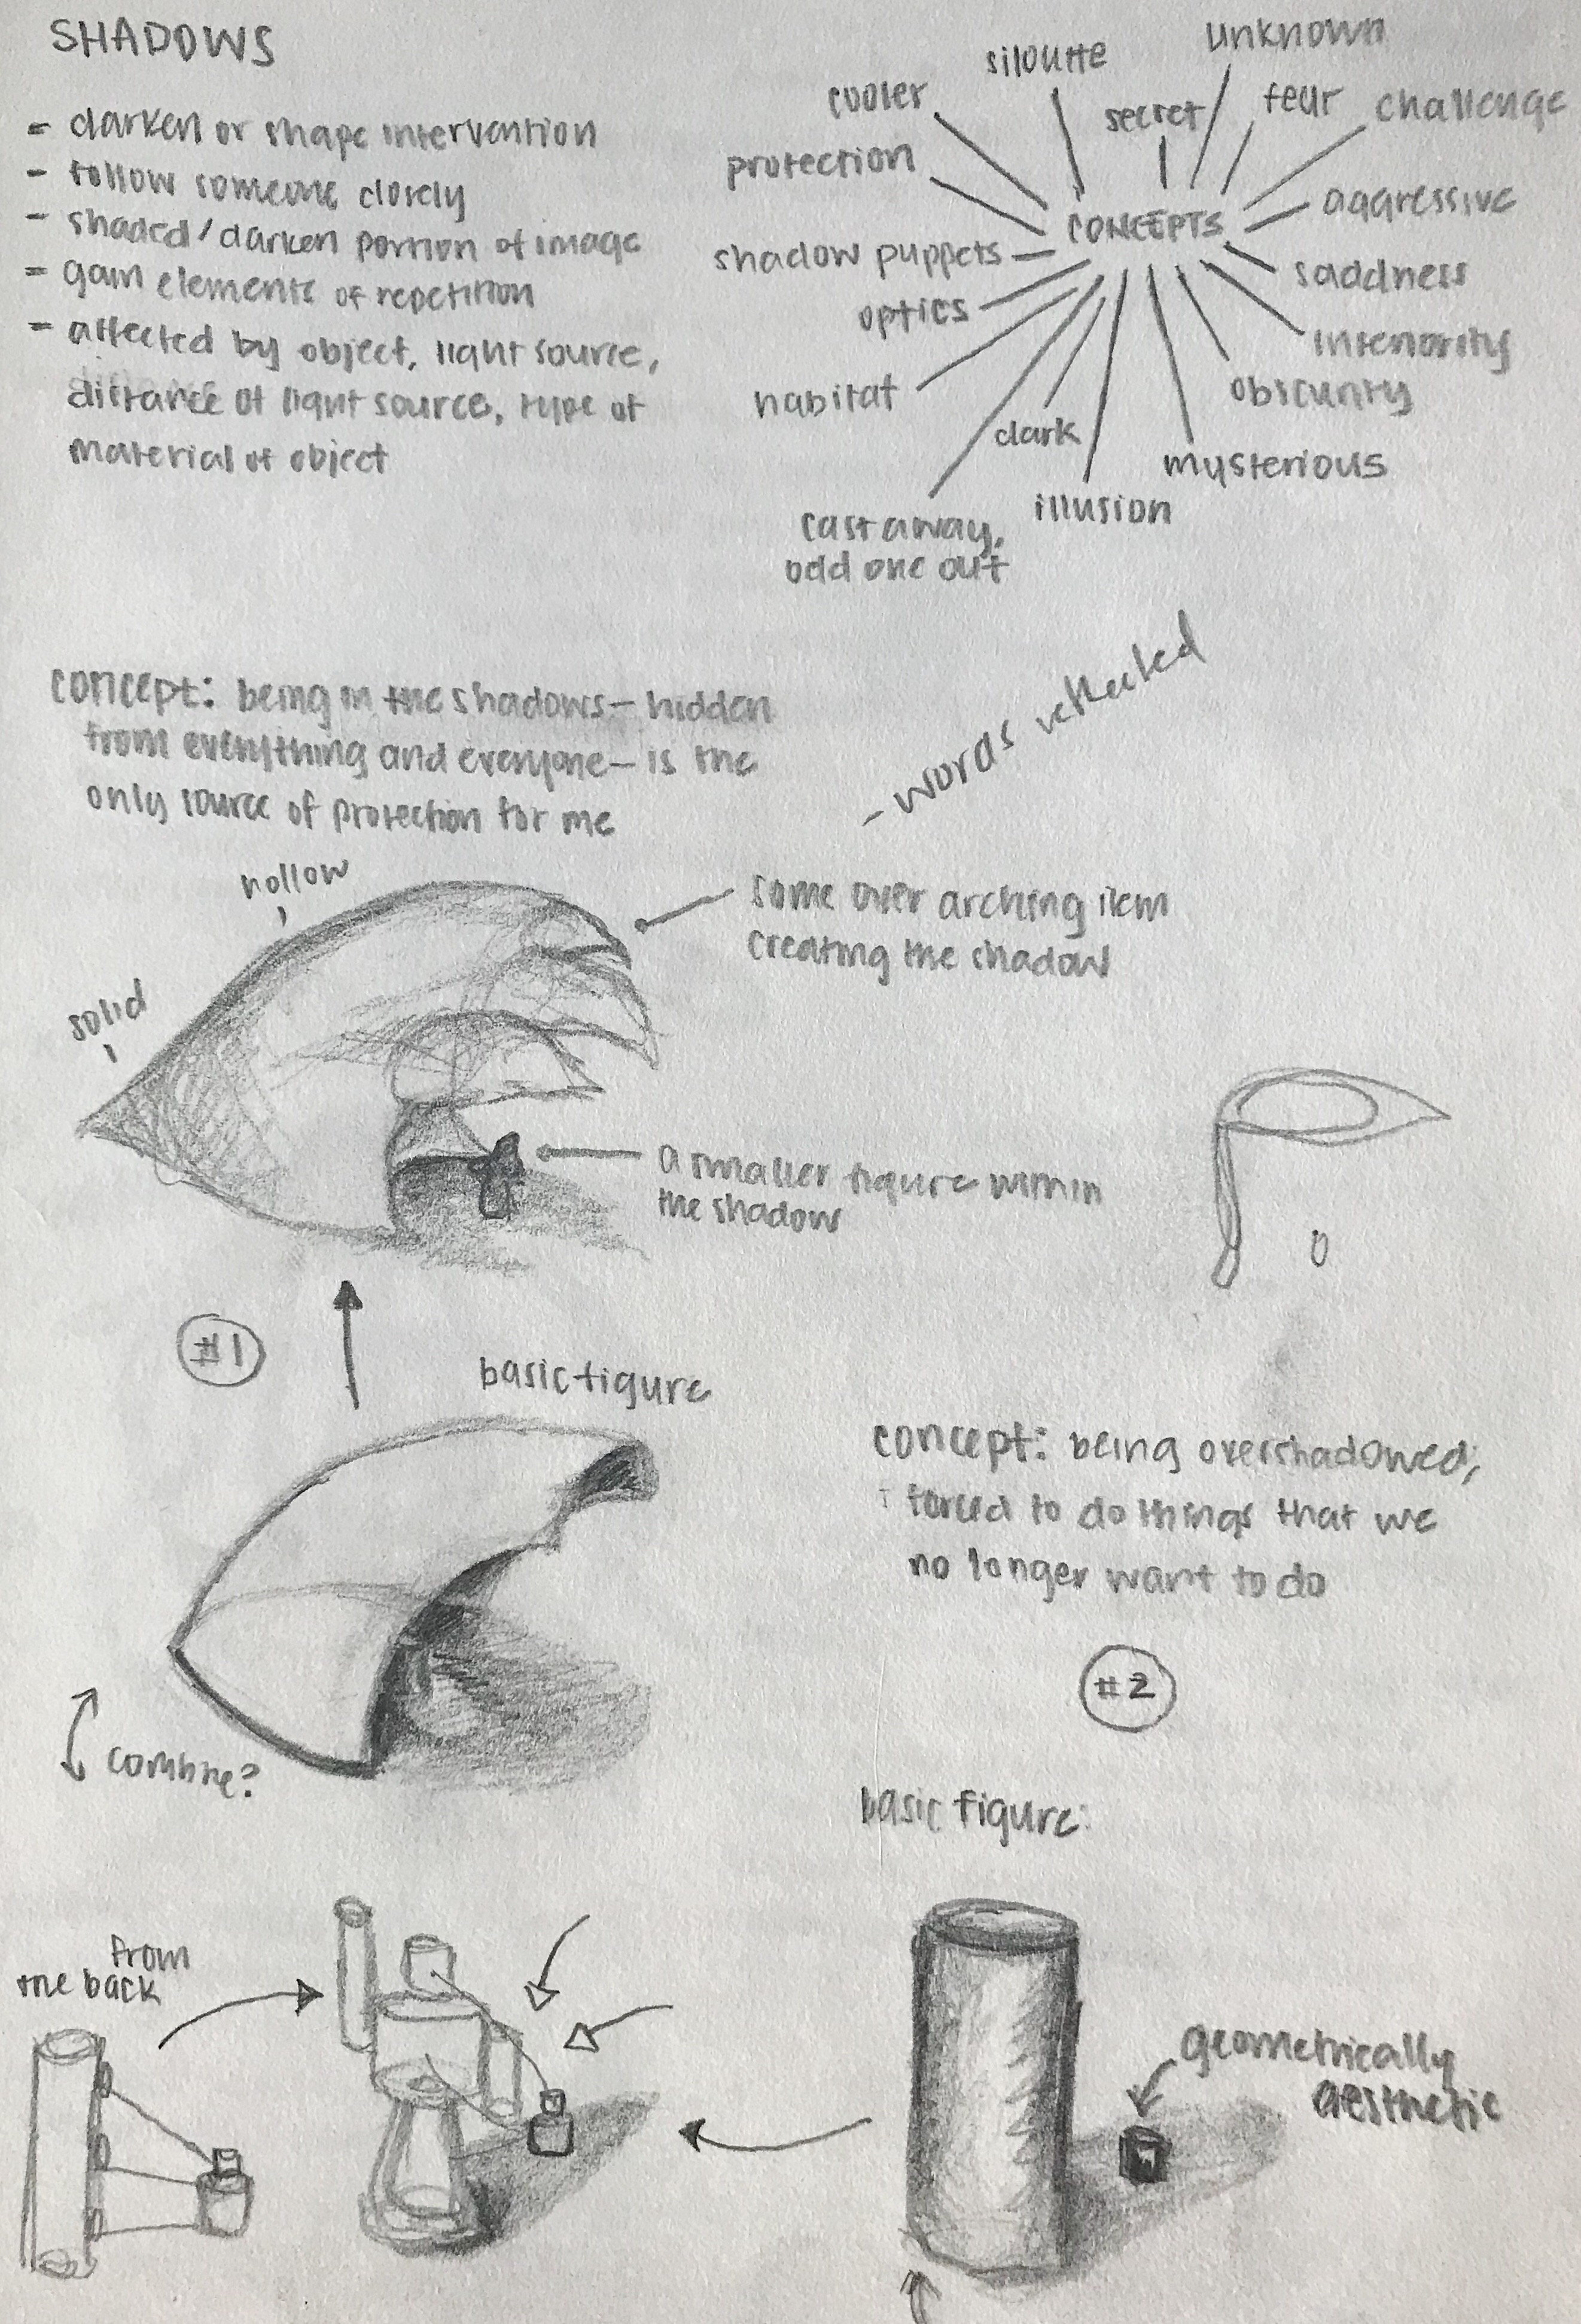 SHADOWS
- darken or shape intervention
- follow someone closely
- shaded/darken portion of image
- gain elements of repetition
- affected by object, light source,
distance of light source, type of
material of object
unknown
siloutte
cooler
secret
fear
challenge
protection
CONCEPTS
aggressive
shadow puppets
saddness
optics
interiority
habitat
obscurity
dark
mysterious
illusion
castaway,
odd one out
concept: being in the shadows- hidden
from everything and everyone- is the
only source of protection for me
- words reflected
hollow
solid
some over arching item
creating the shadow
a smaller figure within
the shadow
#1
basic figure
concept: being overshadowed;
forced to do things that we
no longer want to do
#2
combine?
basic figure:
from
the back
geometrically
aesthetic